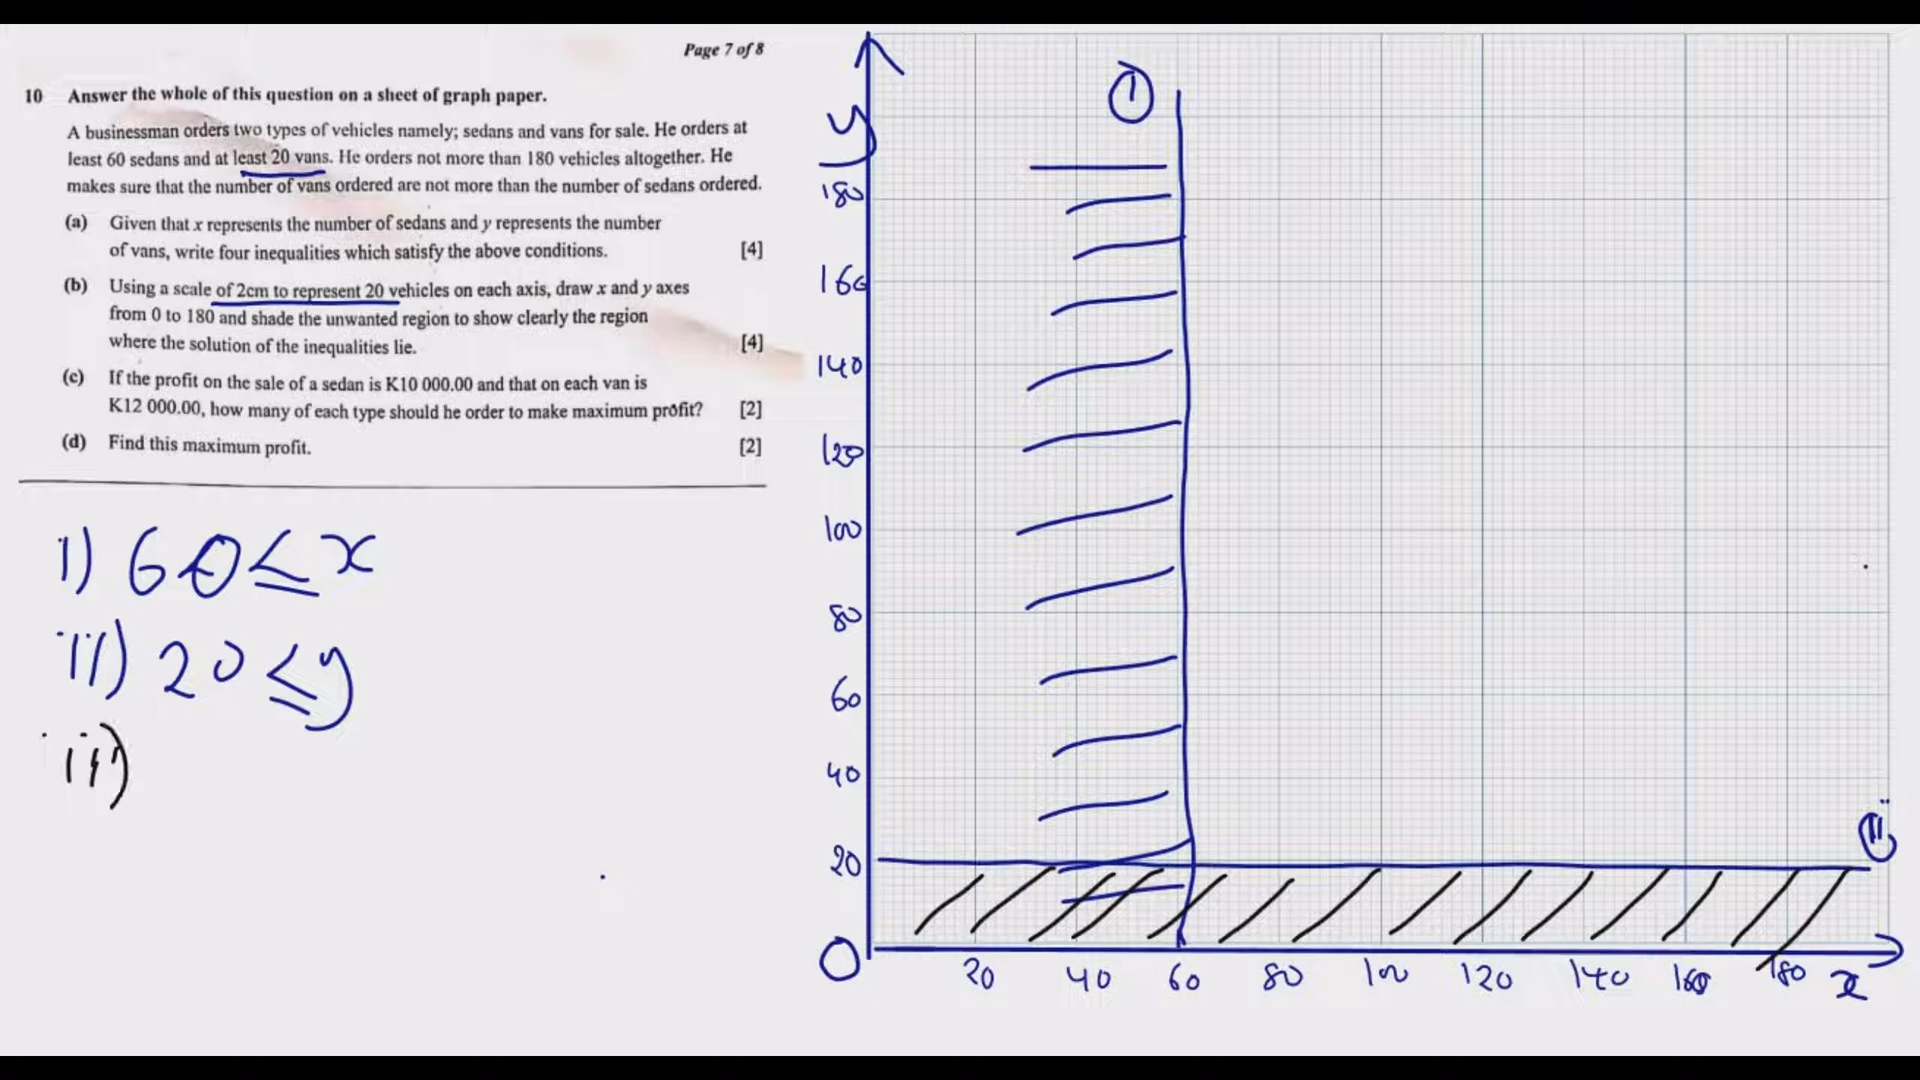 Page 7 of 8
10 Answer the whole of this question on a sheet of graph paper.
A businessman orders two types of vehicles namely; sedans and vans for sale. He orders at
least 60 sedans and at least 20 vans. He orders not more than 180 vehicles altogether. He
makes sure that the number of vans ordered are not more than the number of sedans ordered.
(a) Given that x represents the number of sedans and y represents the number
of vans, write four inequalities which satisfy the above conditions. [4]
(b) Using a scale of 2cm to represent 20 vehicles on each axis, draw x and y axes
from 0 to 180 and shade the unwanted region to show clearly the region
where the solution of the inequalities lie. [4]
(c) If the profit on the sale of a sedan is K10 000.00 and that on each van is
K12 000.00, how many of each type should he order to make maximum profit? [2]
(d) Find this maximum profit. [2]
i) 60 ≤ x
ii) 20 ≤ y
iii)
y
i
180
160
140
120
100
80
60
40
20
ii
0
20 40 60 80 100 120 140 160 180 x